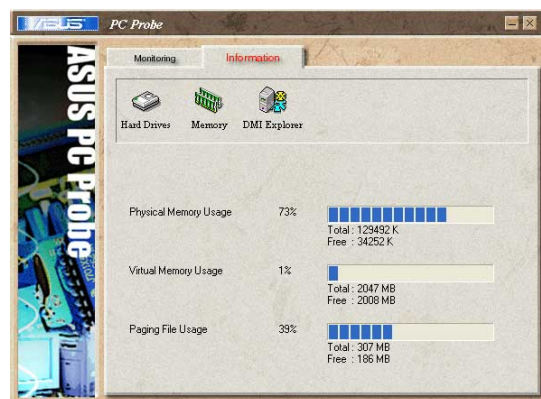 ASUS PC Probe
Monitoring Information
ASUS PC Probe
Hard Drives Memory DMI Explorer
Physical Memory Usage 73%
Total : 129492 K
Free : 34252 K
Virtual Memory Usage 1%
Total : 2047 MB
Free : 2008 MB
Paging File Usage 39%
Total : 307 MB
Free : 186 MB